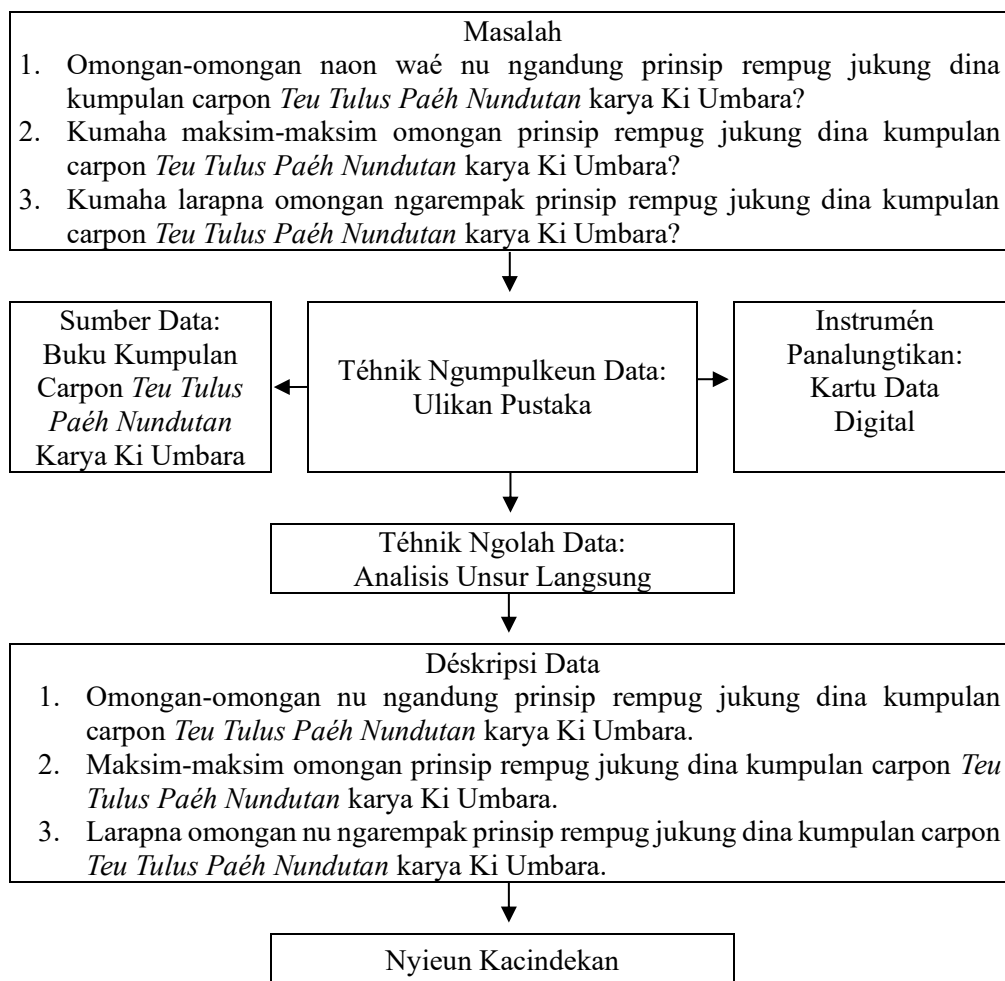 Masalah
1. Omongan-omongan naon waé nu ngandung prinsip rempug jukung dina
kumpulan carpon Teu Tulus Paéh Nundutan karya Ki Umbara?
2. Kumaha maksim-maksim omongan prinsip rempug jukung dina kumpulan
carpon Teu Tulus Paéh Nundutan karya Ki Umbara?
3. Kumaha larapna omongan ngarempak prinsip rempug jukung dina kumpulan
carpon Teu Tulus Paéh Nundutan karya Ki Umbara?
Sumber Data:
Buku Kumpulan
Carpon Teu Tulus
Paéh Nundutan
Karya Ki Umbara
Téhnik Ngumpulkeun Data:
Ulikan Pustaka
Instrumén
Panalungtikan:
Kartu Data
Digital
Téhnik Ngolah Data:
Analisis Unsur Langsung
Déskripsi Data
1. Omongan-omongan nu ngandung prinsip rempug jukung dina kumpulan
carpon Teu Tulus Paéh Nundutan karya Ki Umbara.
2. Maksim-maksim omongan prinsip rempug jukung dina kumpulan carpon Teu
Tulus Paéh Nundutan karya Ki Umbara.
3. Larapna omongan nu ngarempak prinsip rempug jukung dina kumpulan carpon
Teu Tulus Paéh Nundutan karya Ki Umbara.
Nyieun Kacindekan